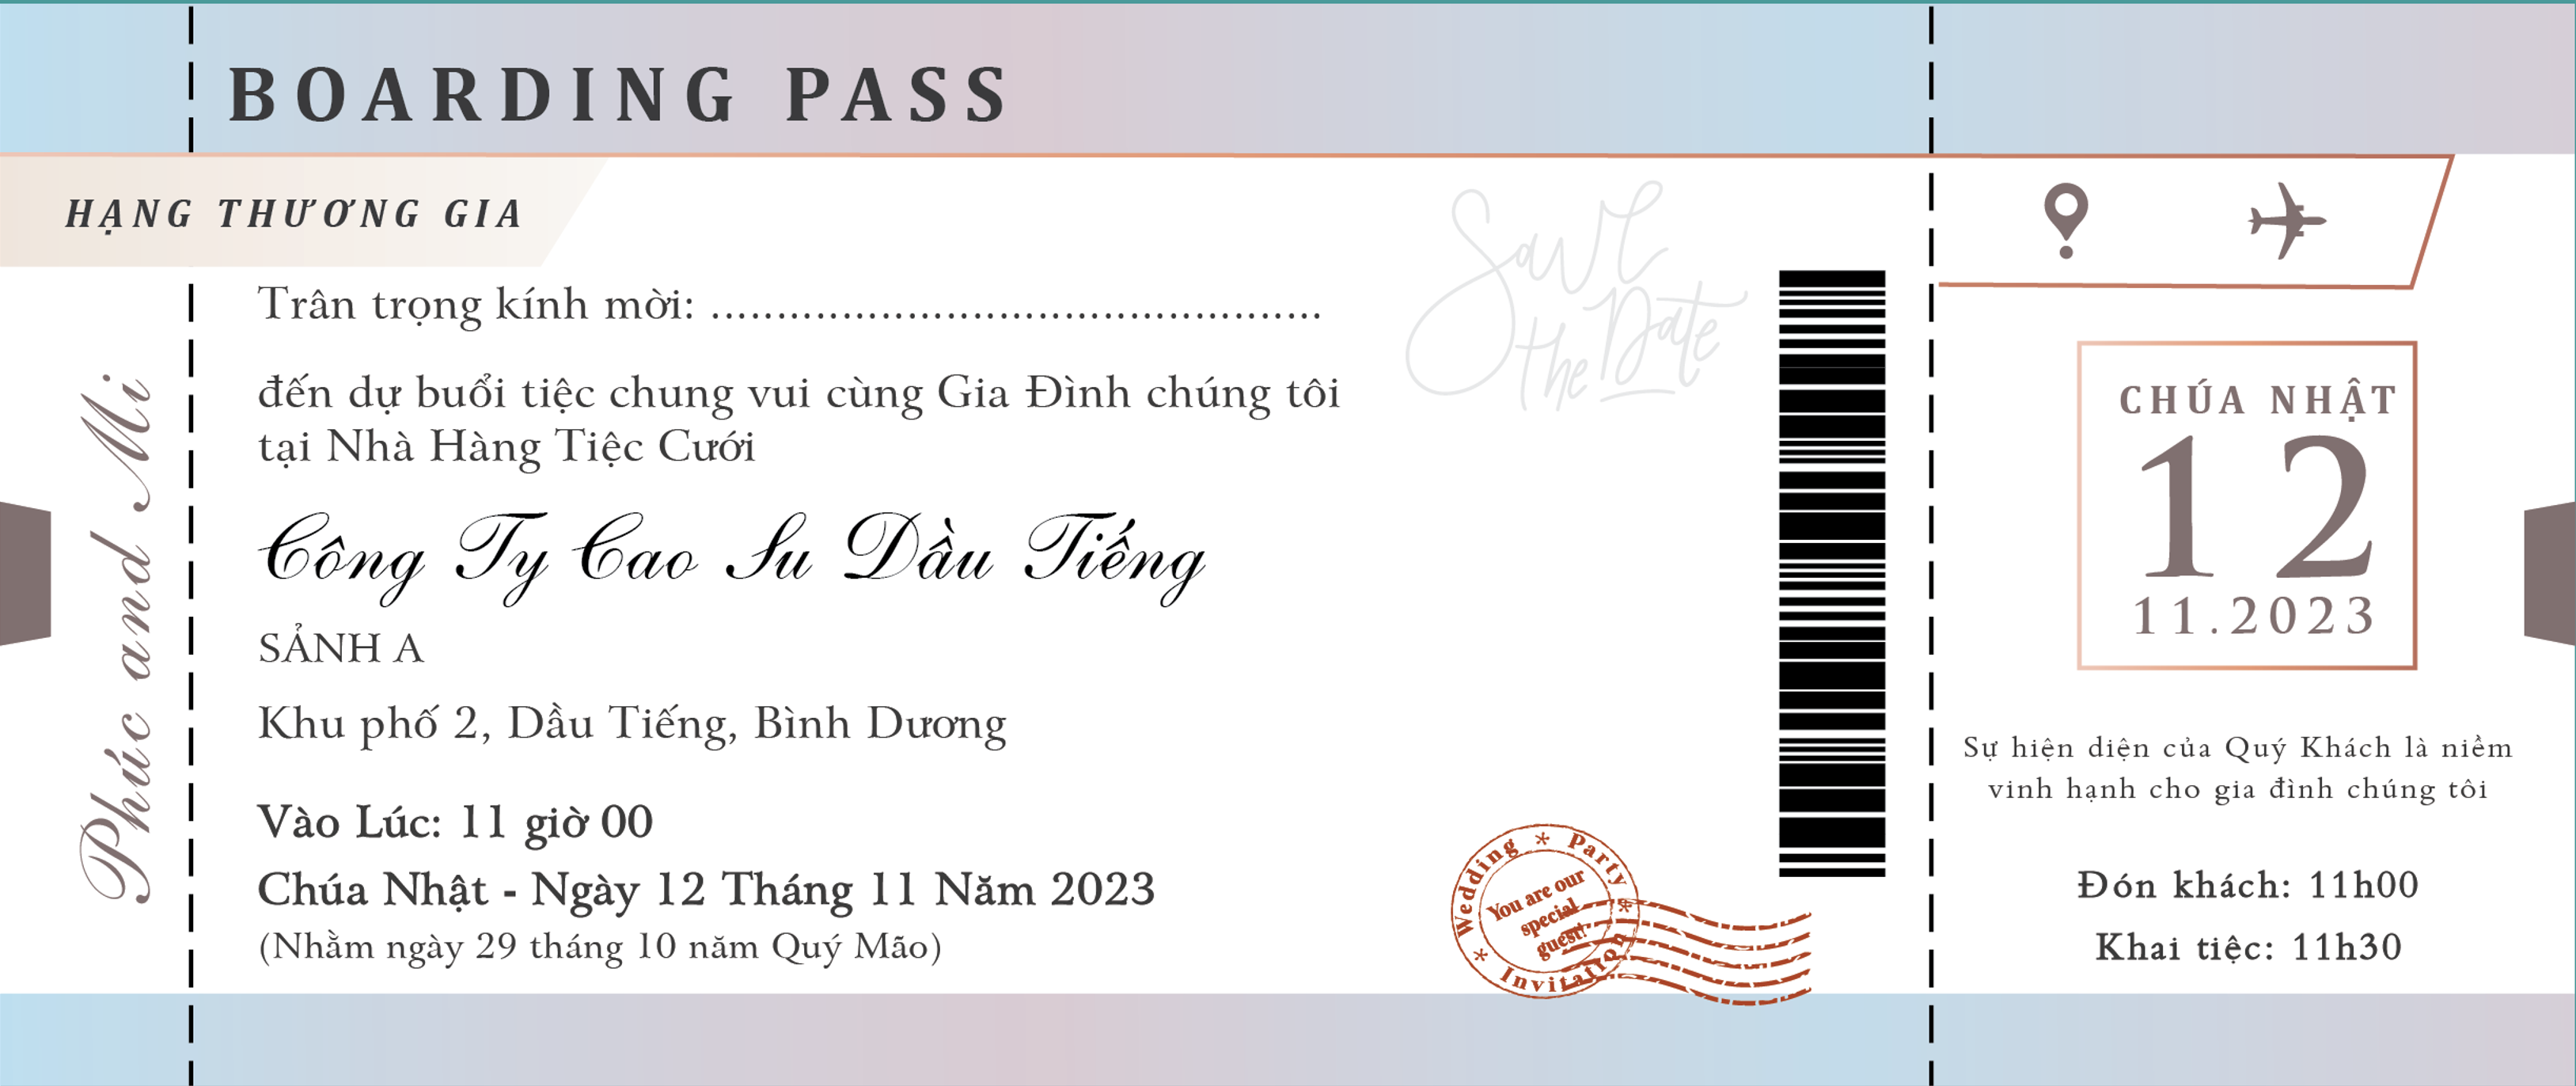 BOARDING PASS
HẠNG THƯƠNG GIA
Phúc and Mi
Trân trọng kính mời: ...............................................
đến dự buổi tiệc chung vui cùng Gia Đình chúng tôi
tại Nhà Hàng Tiệc Cưới
Công Ty Cao Su Dầu Tiếng
SẢNH A
Khu phố 2, Dầu Tiếng, Bình Dương
Vào Lúc: 11 giờ 00
Chúa Nhật - Ngày 12 Tháng 11 Năm 2023
(Nhằm ngày 29 tháng 10 năm Quý Mão)
Save
the Date
Wedding * Party * Invitation *
You are our
special
guest!
CHÚA NHẬT
12
11.2023
Sự hiện diện của Quý Khách là niềm
vinh hạnh cho gia đình chúng tôi
Đón khách: 11h00
Khai tiệc: 11h30